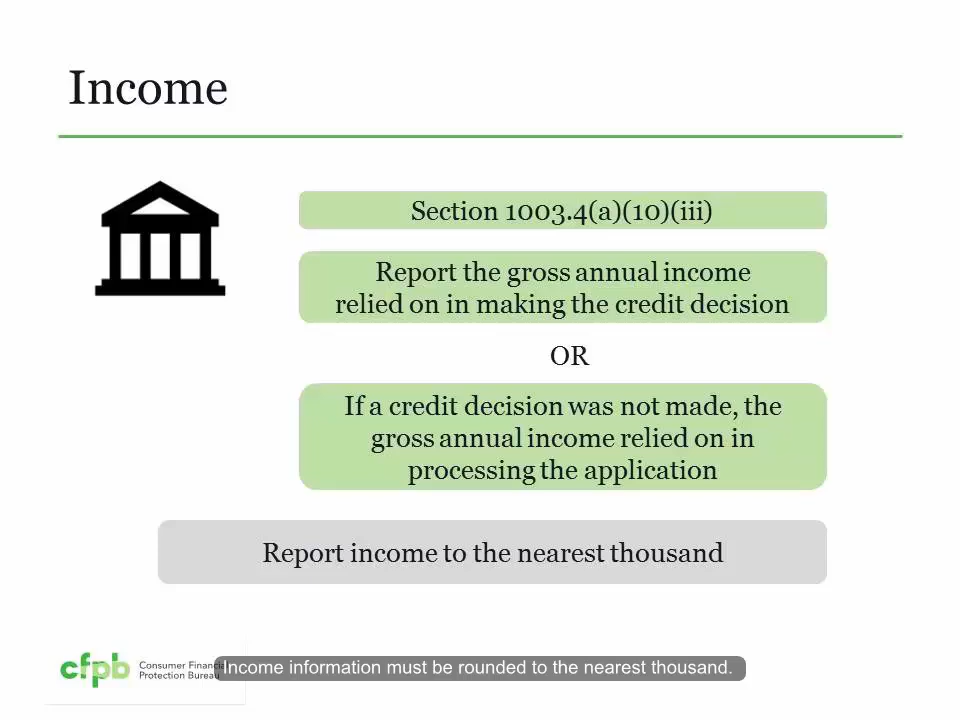 Income
Section 1003.4(a)(10)(iii)
Report the gross annual income
relied on in making the credit decision
OR
If a credit decision was not made, the
gross annual income relied on in
processing the application
Report income to the nearest thousand
cfpb
Consumer Financia
Protection Bureau
Income information must be rounded to the nearest thousand.